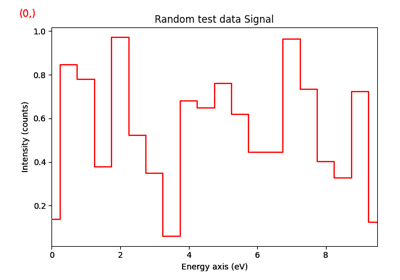 (0,)
Random test data Signal
1.0
0.8
0.6
0.4
0.2
Intensity (counts)
0 2 4 6 8
Energy axis (eV)